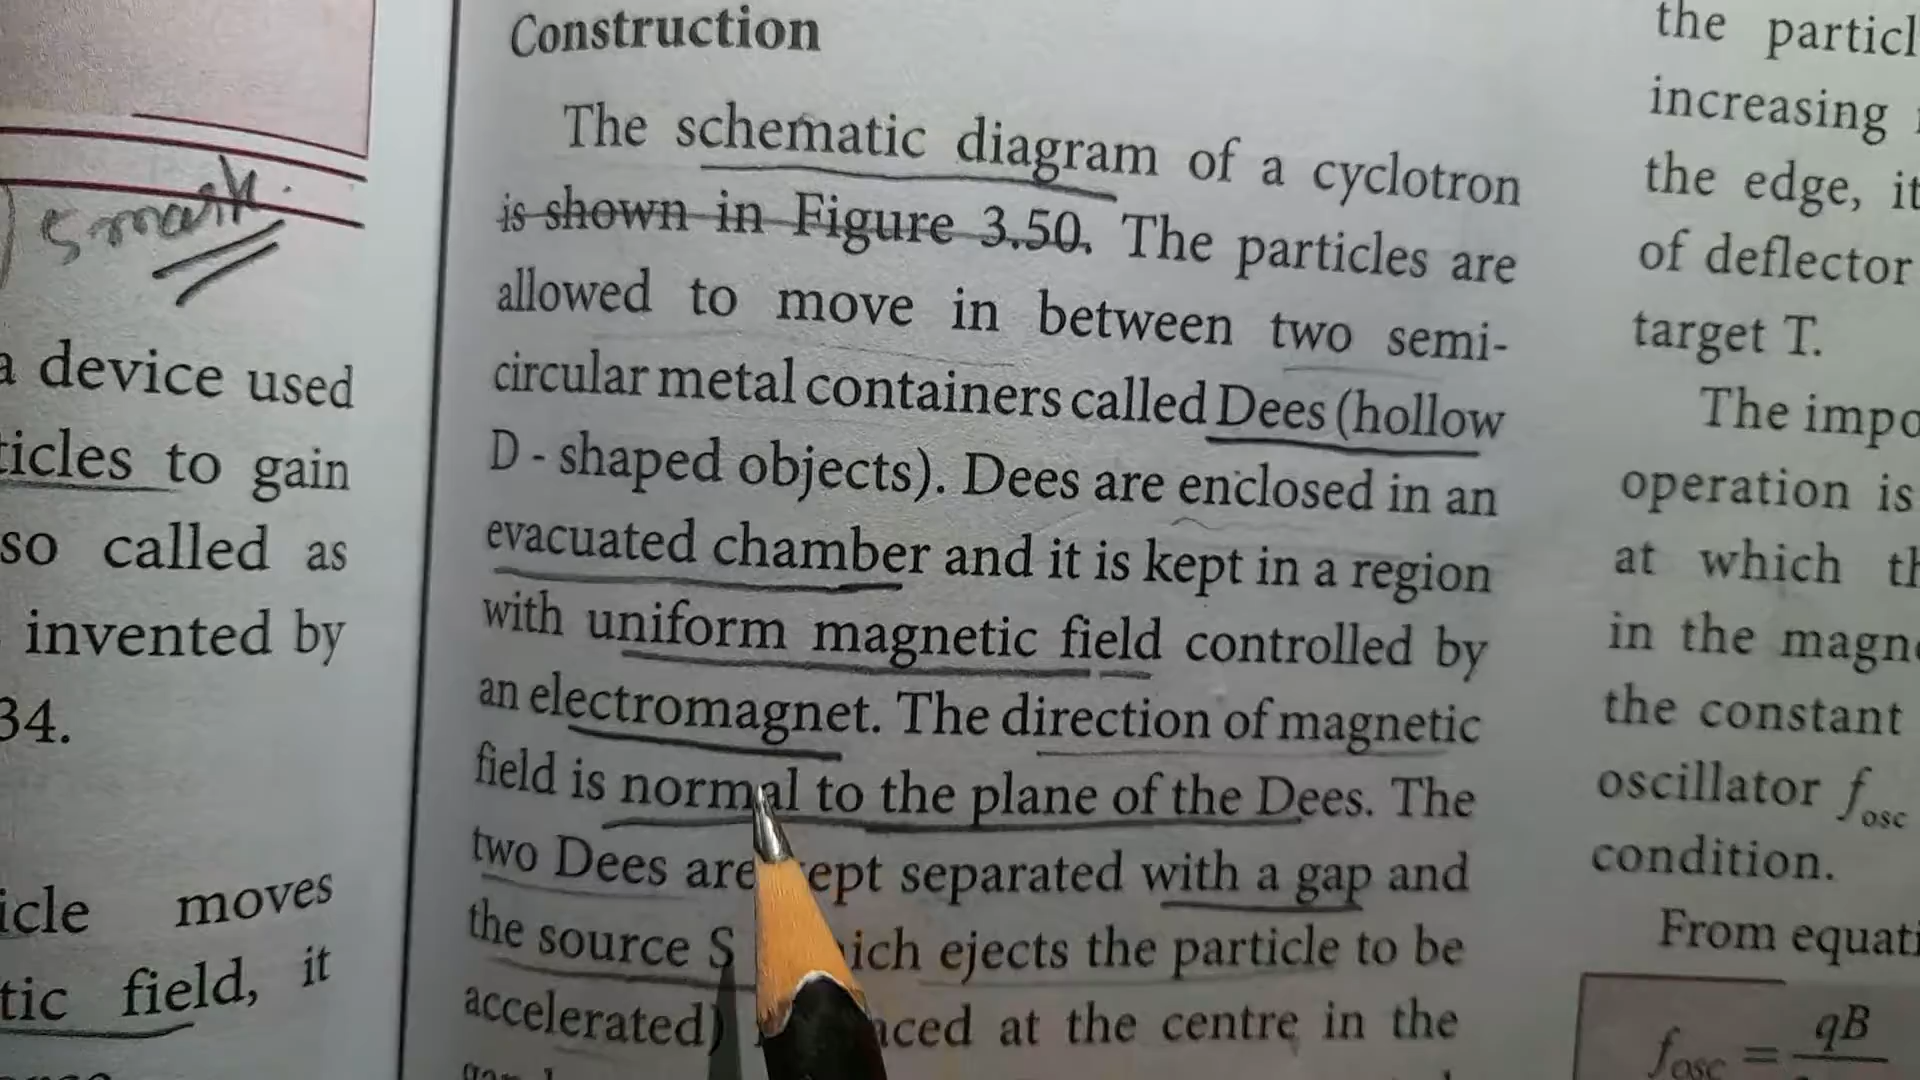 5 mark
a device used
ticles to gain
so called as
invented by
34.
icle moves
tic field, it
Construction
The schematic diagram of a cyclotron
is shown in Figure 3.50. The particles are
allowed to move in between two semi-
circular metal containers called Dees (hollow
D - shaped objects). Dees are enclosed in an
evacuated chamber and it is kept in a region
with uniform magnetic field controlled by
an electromagnet. The direction of magnetic
field is normal to the plane of the Dees. The
two Dees are ept separated with a gap and
the source S ich ejects the particle to be
accelerated) aced at the centre in the
the particl
increasing
the edge, it
of deflector
target T.
The impo
operation is
at which th
in the magne
the constant
oscillator fosc
condition.
From equati
fosc = qB